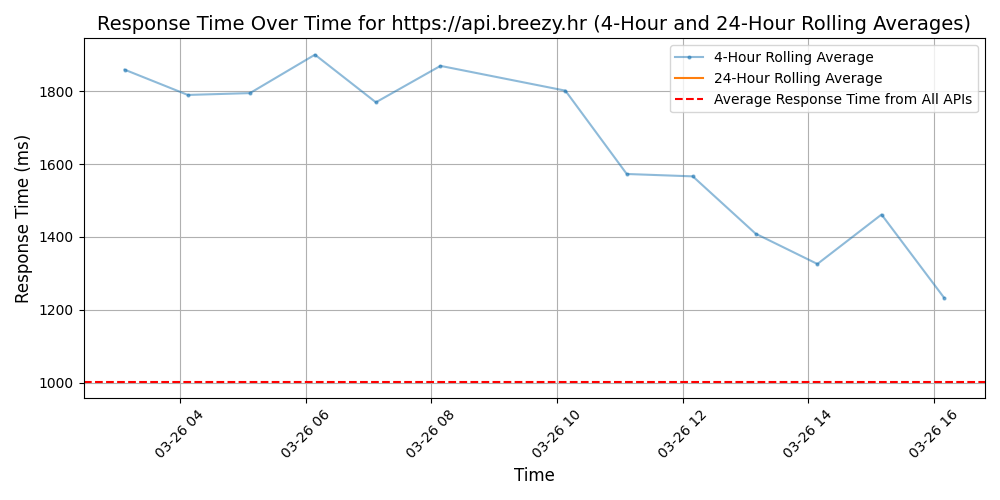 Response Time Over Time for https://api.breezy.hr (4-Hour and 24-Hour Rolling Averages)
4-Hour Rolling Average
24-Hour Rolling Average
Average Response Time from All APIs
Response Time (ms)
1800
1600
1400
1200
1000
03-26 04
03-26 06
03-26 08
03-26 10
03-26 12
03-26 14
03-26 16
Time